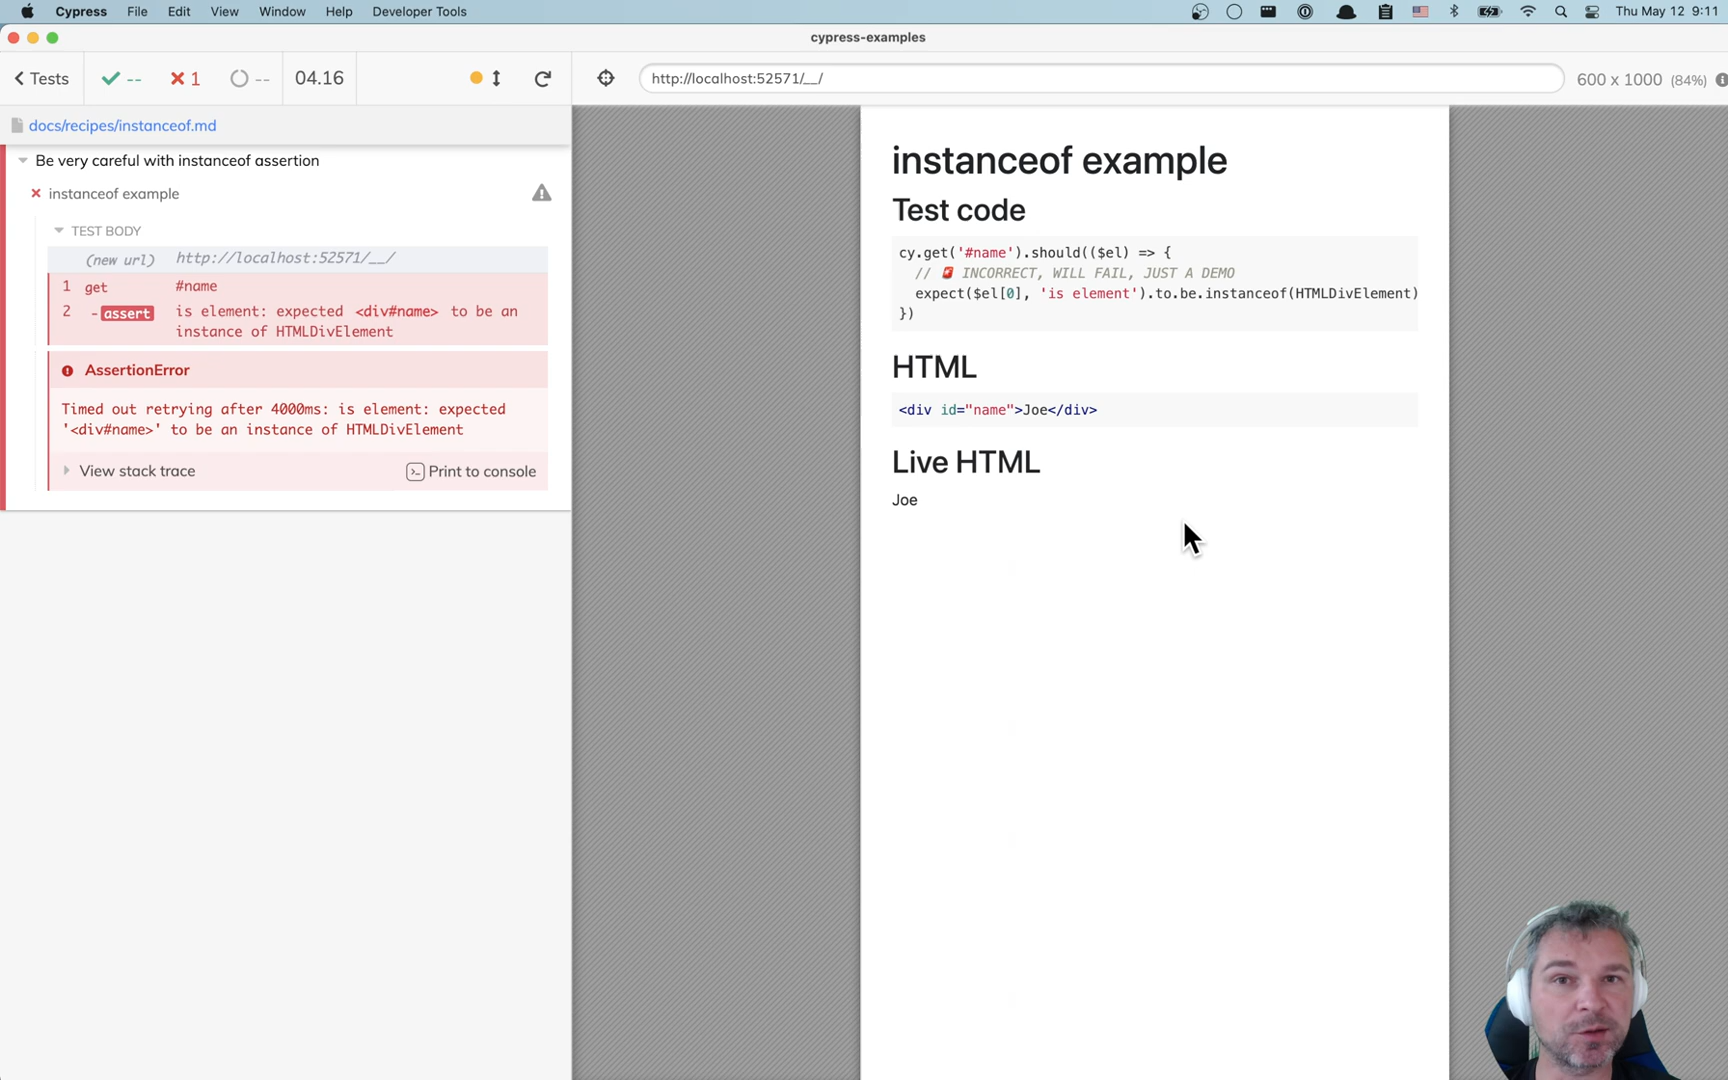 Cypress File Edit View Window Help Developer Tools Thu May 12 9:11
cypress-examples
Tests -- 1 -- 04.16 http://localhost:52571/__/ 600 x 1000 (84%)
docs/recipes/instanceof.md
Be very careful with instanceof assertion
instanceof example
TEST BODY
(new url) http://localhost:52571/__/
1 get #name
2 -assert is element: expected <div#name> to be an
instance of HTMLDivElement
AssertionError
Timed out retrying after 4000ms: is element: expected
'<div#name>' to be an instance of HTMLDivElement
View stack trace Print to console
instanceof example
Test code
cy.get('#name').should(($el) => {
// 🚨 INCORRECT, WILL FAIL, JUST A DEMO
expect($el[0], 'is element').to.be.instanceof(HTMLDivElement)
})
HTML
<div id="name">Joe</div>
Live HTML
Joe